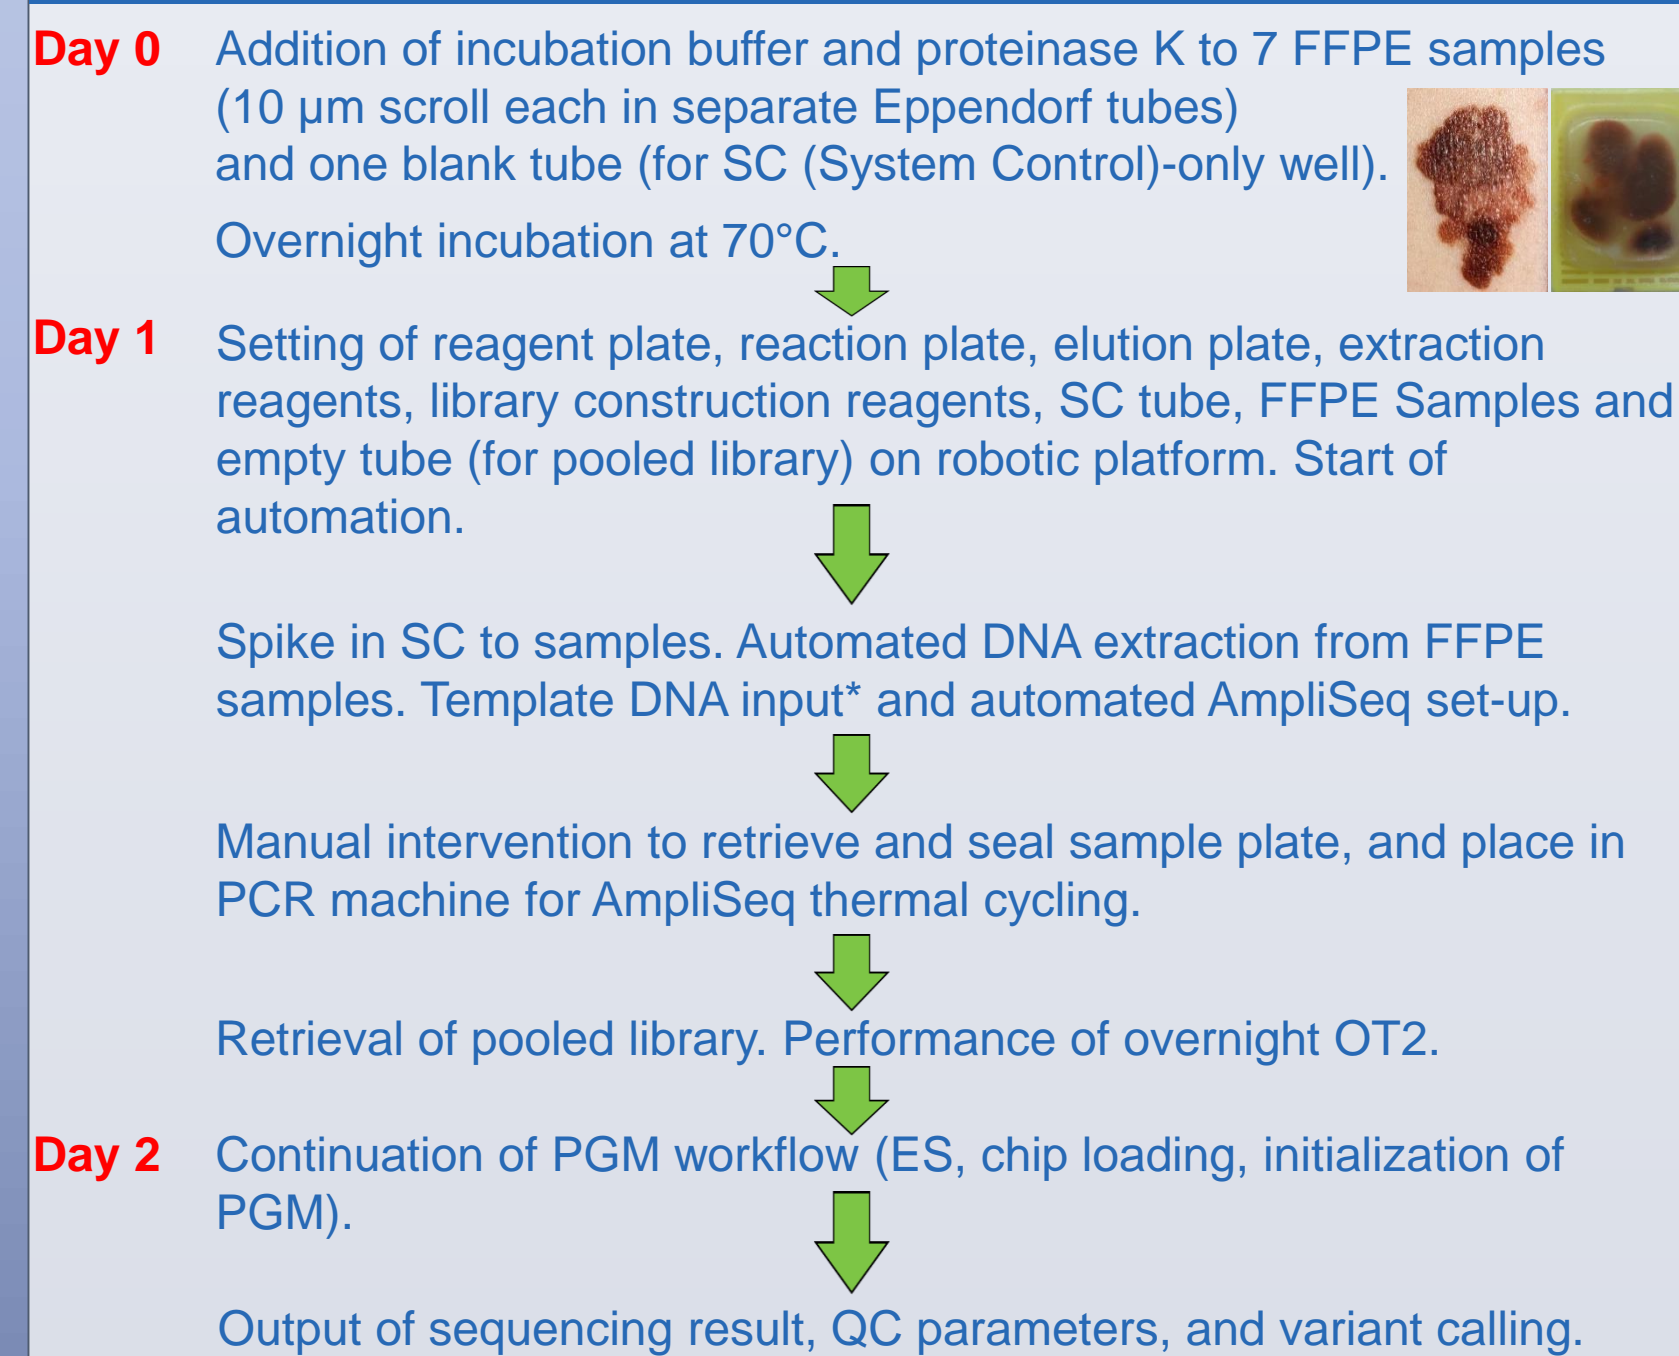 Day 0 Addition of incubation buffer and proteinase K to 7 FFPE samples
(10 µm scroll each in separate Eppendorf tubes)
and one blank tube (for SC (System Control)-only well).
Overnight incubation at 70°C.
Day 1 Setting of reagent plate, reaction plate, elution plate, extraction
reagents, library construction reagents, SC tube, FFPE Samples and
empty tube (for pooled library) on robotic platform. Start of
automation.
Spike in SC to samples. Automated DNA extraction from FFPE
samples. Template DNA input* and automated AmpliSeq set-up.
Manual intervention to retrieve and seal sample plate, and place in
PCR machine for AmpliSeq thermal cycling.
Retrieval of pooled library. Performance of overnight OT2.
Day 2 Continuation of PGM workflow (ES, chip loading, initialization of
PGM).
Output of sequencing result, QC parameters, and variant calling.